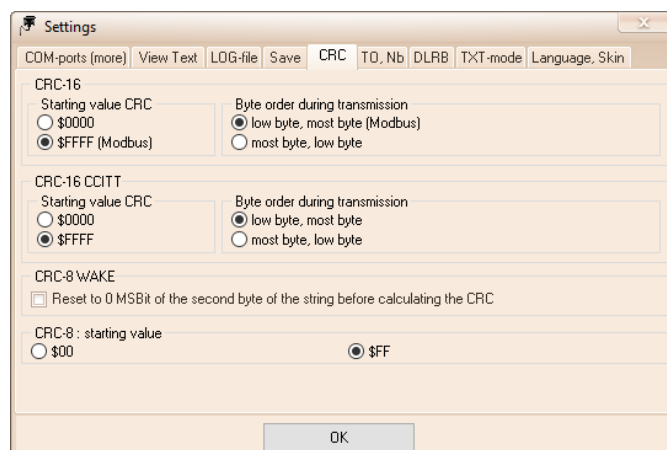 Settings
COM-ports (more) View Text LOG-file Save CRC TO, Nb DLRB TXT-mode Language, Skin
CRC-16
Starting value CRC
$0000
$FFFF (Modbus)
Byte order during transmission
low byte, most byte (Modbus)
most byte, low byte
CRC-16 CCITT
Starting value CRC
$0000
$FFFF
Byte order during transmission
low byte, most byte
most byte, low byte
CRC-8 WAKE
Reset to 0 MSBit of the second byte of the string before calculating the CRC
CRC-8 : starting value
$00
$FF
OK